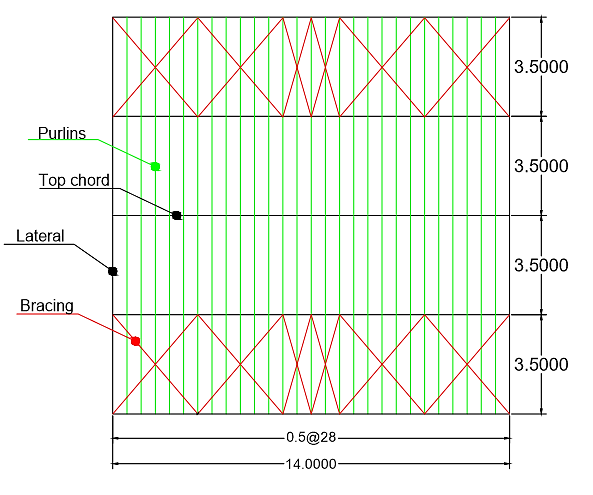 3.5000
Purlins
3.5000
Top chord
Lateral
3.5000
Bracing
3.5000
0.5@28
14.0000